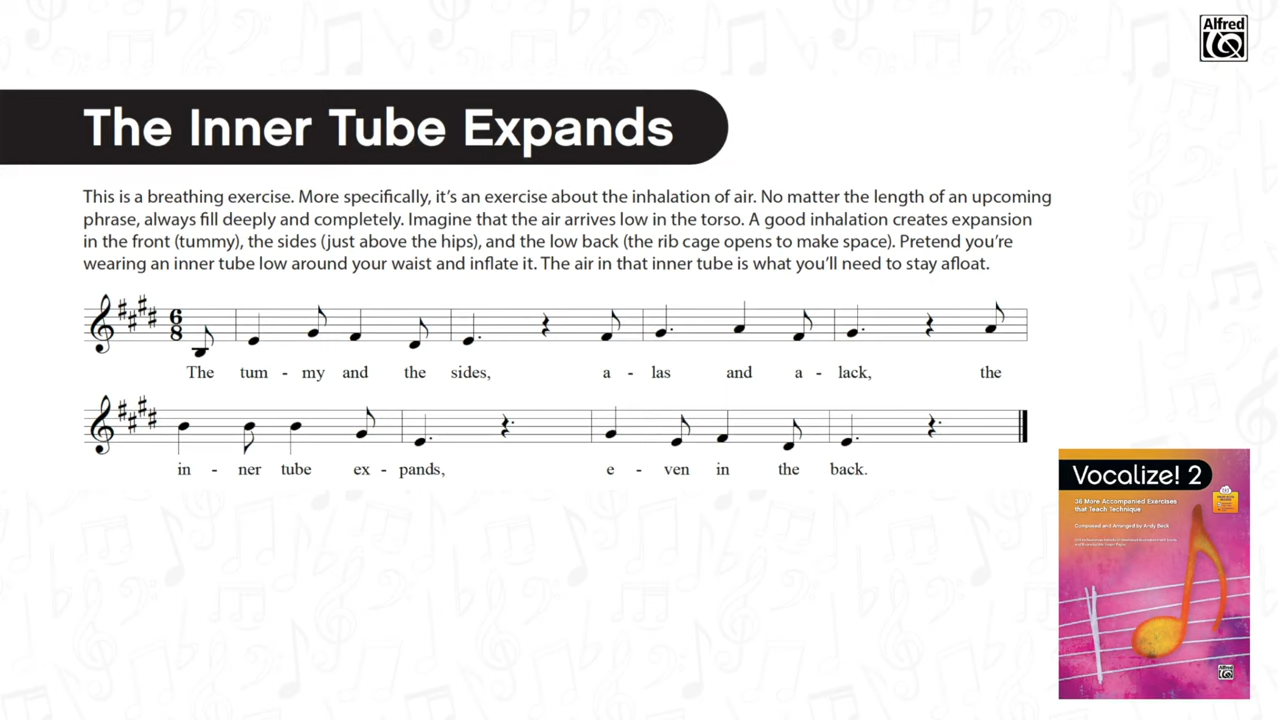 Alfred
The Inner Tube Expands
This is a breathing exercise. More specifically, it's an exercise about the inhalation of air. No matter the length of an upcoming
phrase, always fill deeply and completely. Imagine that the air arrives low in the torso. A good inhalation creates expansion
in the front (tummy), the sides (just above the hips), and the low back (the rib cage opens to make space). Pretend you're
wearing an inner tube low around your waist and inflate it. The air in that inner tube is what you'll need to stay afloat.
6
8
The tum - my and the sides, a - las and a - lack, the
in - ner tube ex - pands, e - ven in the back.
Vocalize! 2
36 More Accompanied Exercises
that Teach Technique
Composed and Arranged by Andy Beck
Alfred